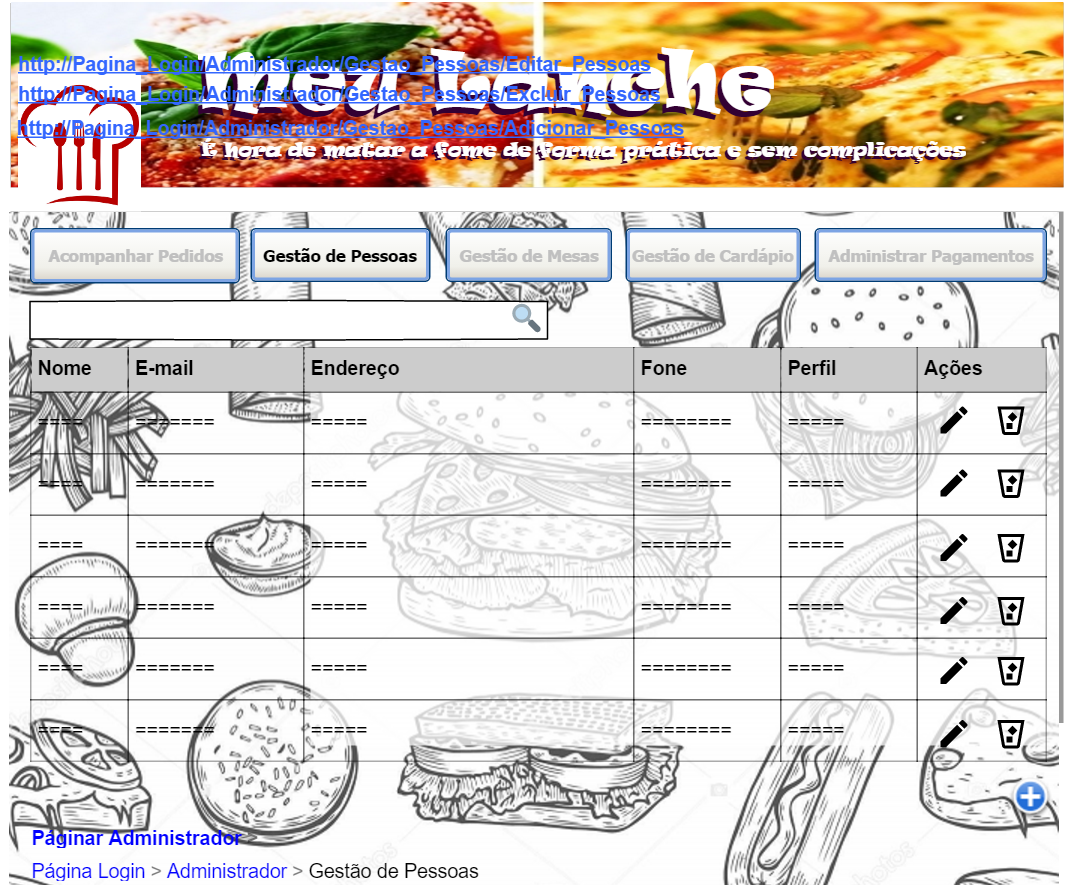 http://Pagina_Login/Administrador/Gestao_Pessoas/Editar_Pessoas
http://Pagina_Login/Administrador/Gestao_Pessoas/Excluir_Pessoas
http://Pagina_Login/Administrador/Gestao_Pessoas/Adicionar_Pessoas
Meu Lanche
É hora de matar a fome de forma prática e sem complicações
Acompanhar Pedidos Gestão de Pessoas Gestão de Mesas Gestão de Cardápio Administrar Pagamentos
Nome E-mail Endereço Fone Perfil Ações
==== ======= ===== ======== =====
==== ======= ===== ======== =====
==== ======= ===== ======== =====
==== ======= ===== ======== =====
==== ======= ===== ======== =====
==== ======= ===== ======== =====
Páginar Administrador
Página Login > Administrador > Gestão de Pessoas